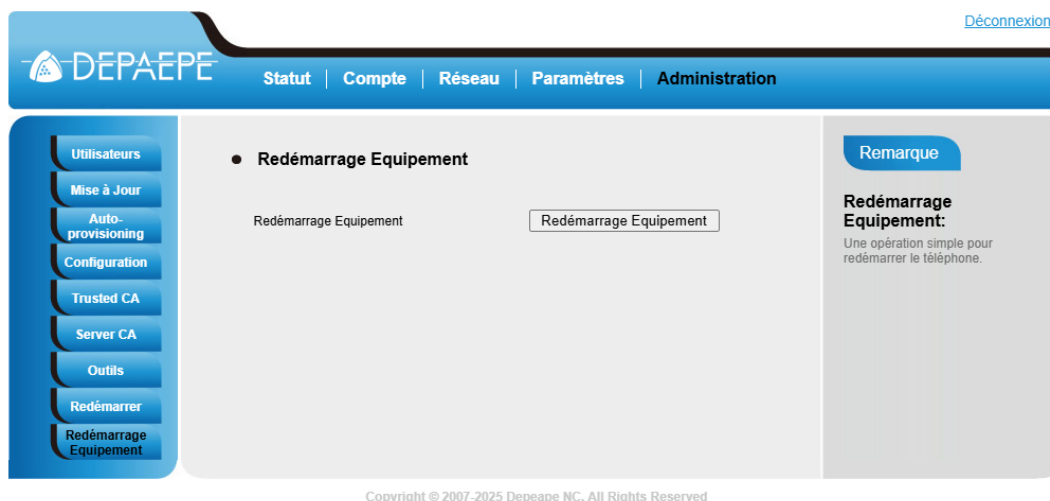 Déconnexion
DEPAEPE
Statut | Compte | Réseau | Paramètres | Administration
Utilisateurs
Mise à Jour
Auto-
provisioning
Configuration
Trusted CA
Server CA
Outils
Redémarrer
Redémarrage
Equipement
Redémarrage Equipement
Redémarrage Equipement
Redémarrage Equipement
Remarque
Redémarrage
Equipement:
Une opération simple pour
redémarrer le téléphone.
Copyright © 2007-2025 Depeape NC. All Rights Reserved